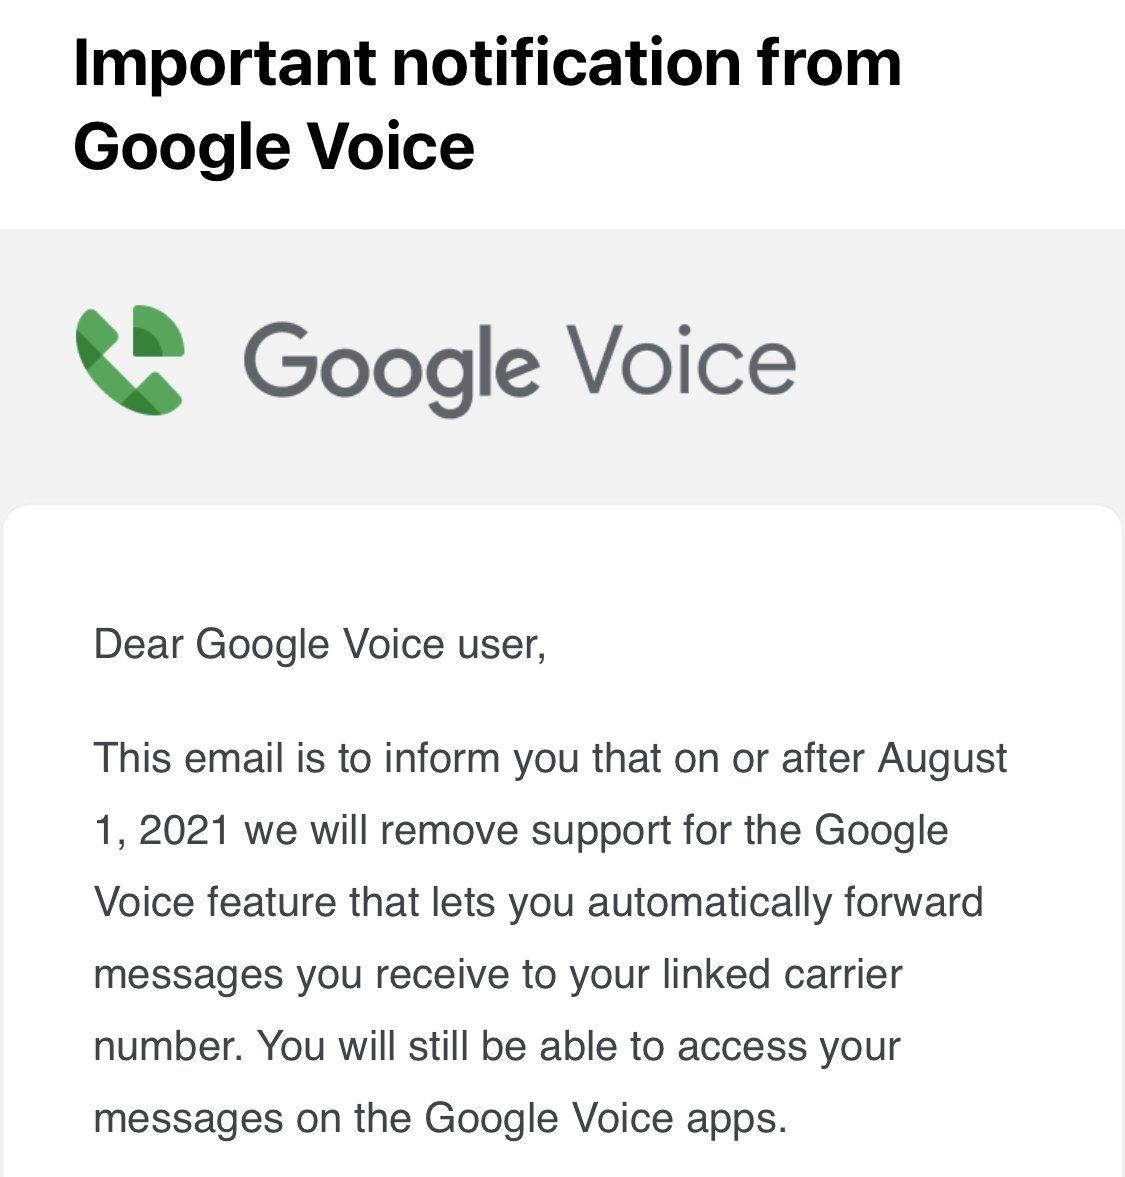 Important notification from
Google Voice
Google Voice
Dear Google Voice user,
This email is to inform you that on or after August
1, 2021 we will remove support for the Google
Voice feature that lets you automatically forward
messages you receive to your linked carrier
number. You will still be able to access your
messages on the Google Voice apps.